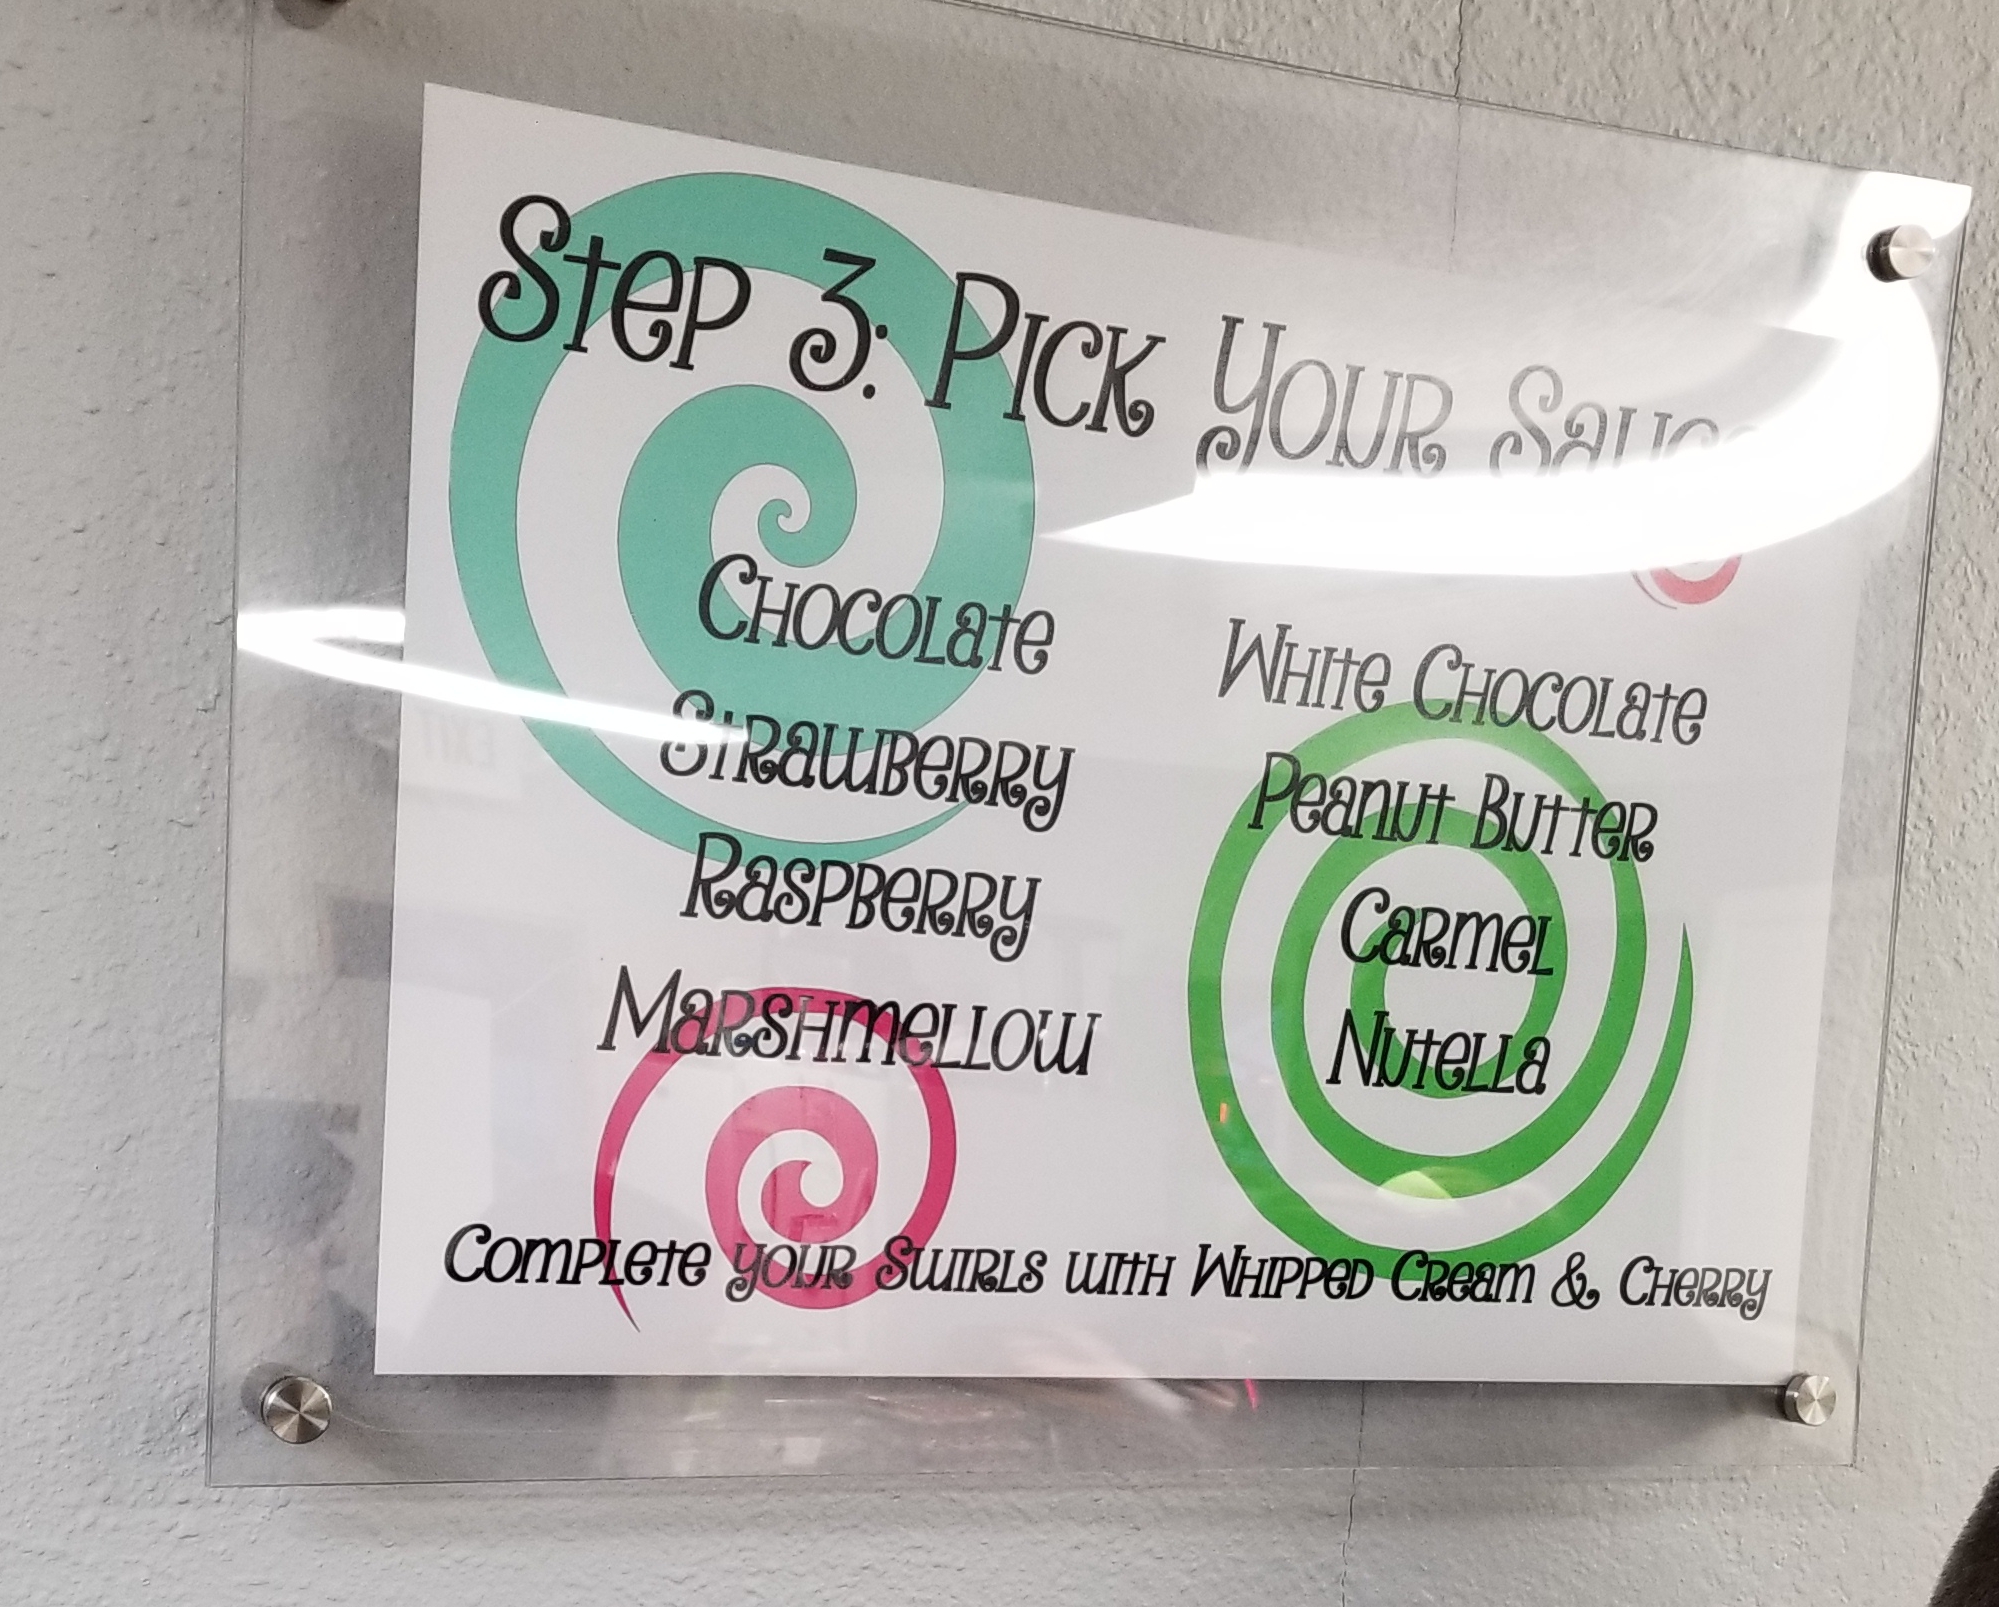 Step 3: Pick Your Sauce
Chocolate
Strawberry
Raspberry
Marshmellow
White Chocolate
Peanut Butter
Carmel
Nutella
Complete your Swirls with Whipped Cream & Cherry
EXIT